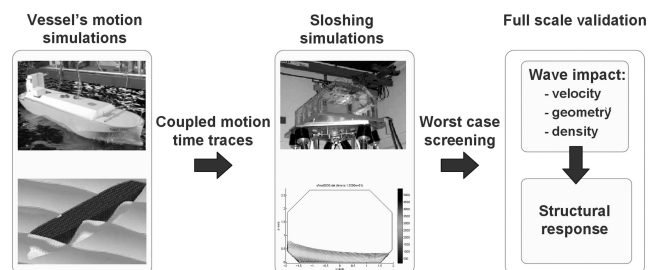 Vessel's motion
simulations
Sloshing
simulations
Full scale validation
Coupled motion
time traces
Worst case
screening
Wave impact:
- velocity
- geometry
- density
Structural
response